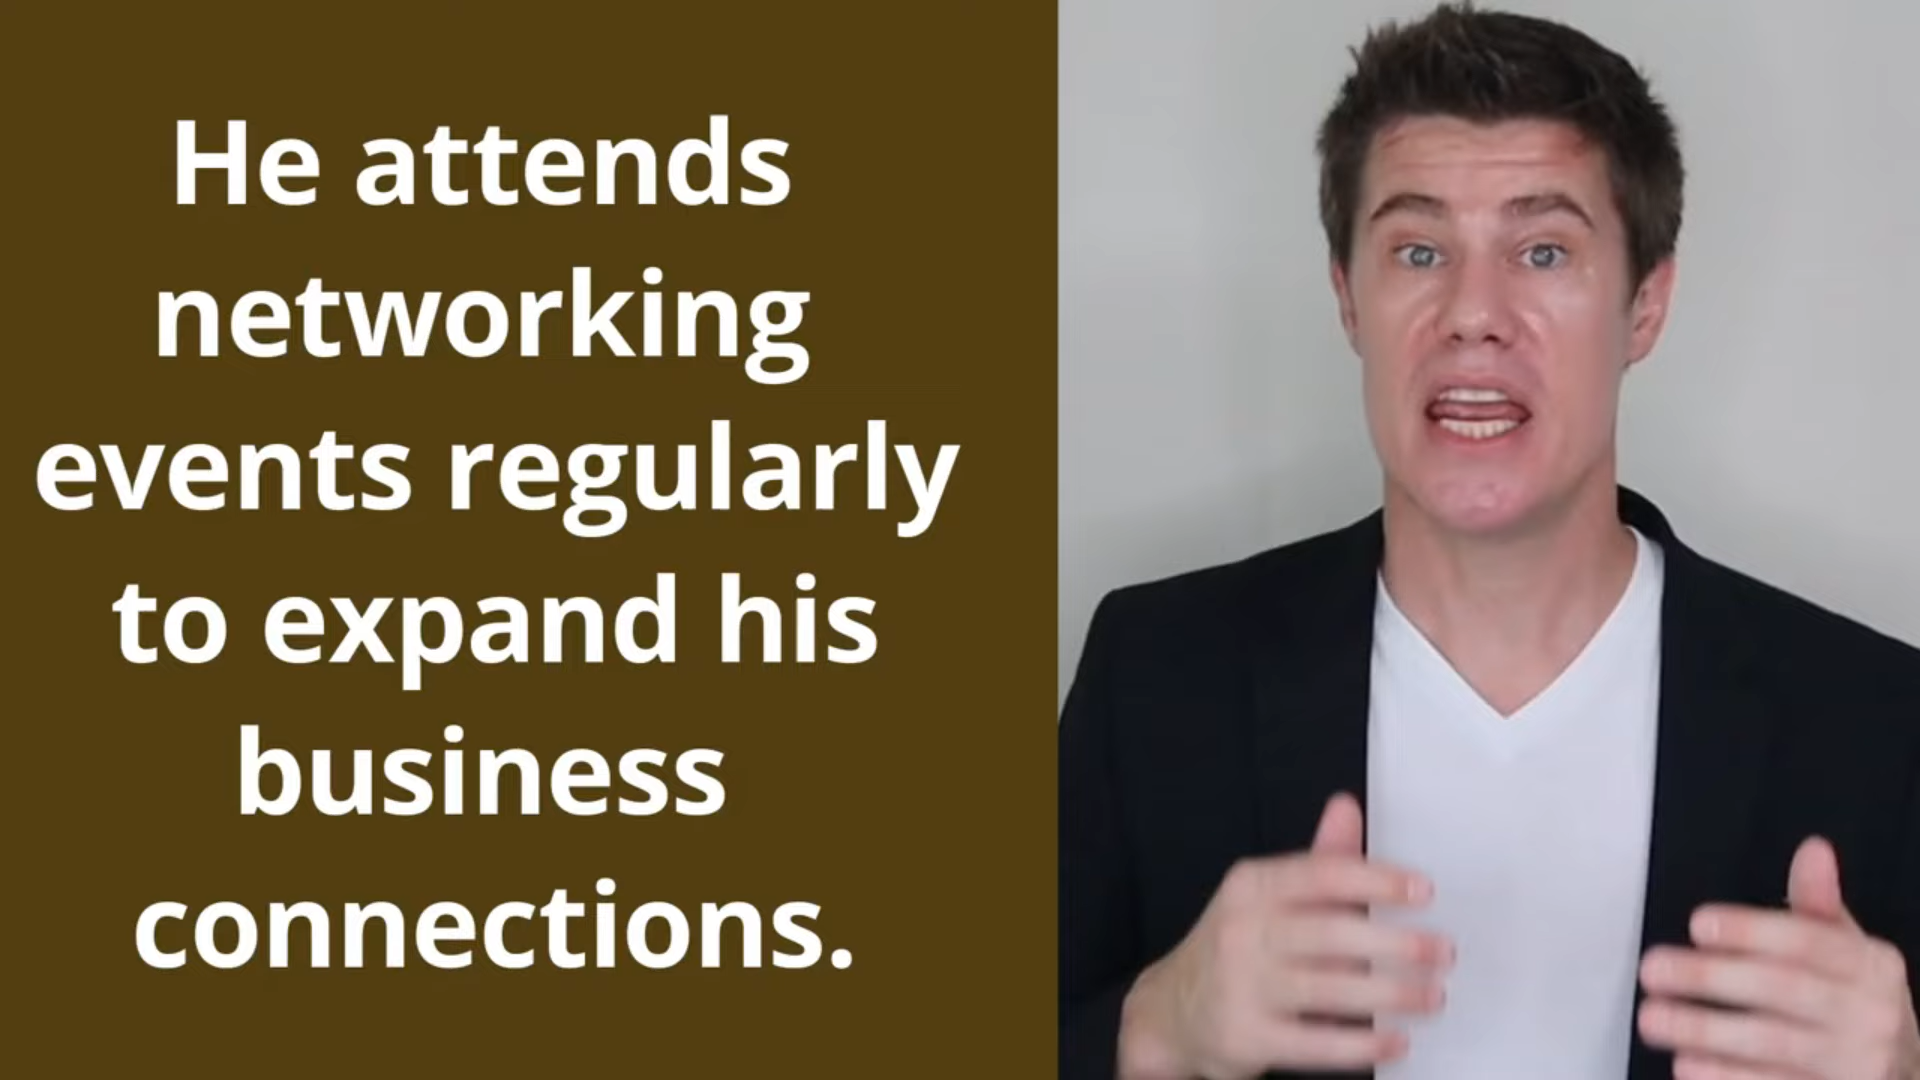 He attends
networking
events regularly
to expand his
business
connections.